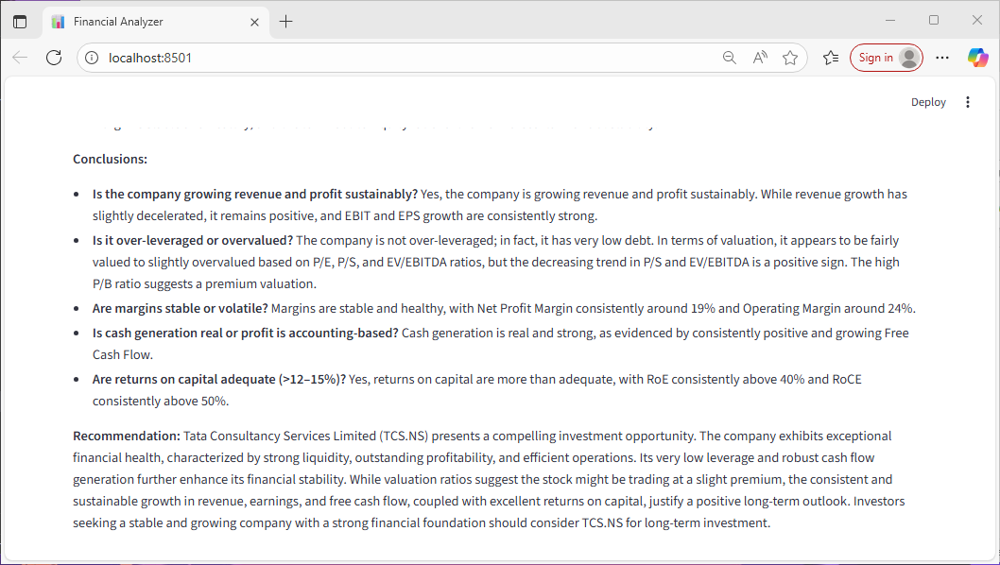 Financial Analyzer
localhost:8501
Sign in
Deploy
Conclusions:
Is the company growing revenue and profit sustainably? Yes, the company is growing revenue and profit sustainably. While revenue growth has
slightly decelerated, it remains positive, and EBIT and EPS growth are consistently strong.
Is it over-leveraged or overvalued? The company is not over-leveraged; in fact, it has very low debt. In terms of valuation, it appears to be fairly
valued to slightly overvalued based on P/E, P/S, and EV/EBITDA ratios, but the decreasing trend in P/S and EV/EBITDA is a positive sign. The high
P/B ratio suggests a premium valuation.
Are margins stable or volatile? Margins are stable and healthy, with Net Profit Margin consistently around 19% and Operating Margin around 24%.
Is cash generation real or profit is accounting-based? Cash generation is real and strong, as evidenced by consistently positive and growing Free
Cash Flow.
Are returns on capital adequate (>12–15%)? Yes, returns on capital are more than adequate, with RoE consistently above 40% and RoCE
consistently above 50%.
Recommendation: Tata Consultancy Services Limited (TCS.NS) presents a compelling investment opportunity. The company exhibits exceptional
financial health, characterized by strong liquidity, outstanding profitability, and efficient operations. Its very low leverage and robust cash flow
generation further enhance its financial stability. While valuation ratios suggest the stock might be trading at a slight premium, the consistent and
sustainable growth in revenue, earnings, and free cash flow, coupled with excellent returns on capital, justify a positive long-term outlook. Investors
seeking a stable and growing company with a strong financial foundation should consider TCS.NS for long-term investment.